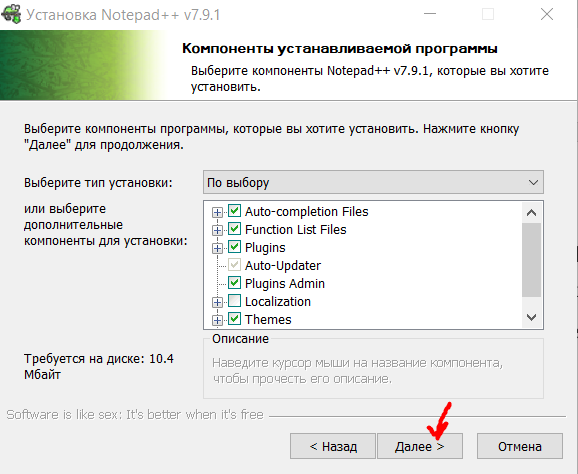 Установка Notepad++ v7.9.1
Компоненты устанавливаемой программы
Выберите компоненты Notepad++ v7.9.1, которые вы хотите
установить.
Выберите компоненты программы, которые вы хотите установить. Нажмите кнопку
"Далее" для продолжения.
Выберите тип установки:
По выбору
или выберите
дополнительные
компоненты для установки:
Auto-completion Files
Function List Files
Plugins
Auto-Updater
Plugins Admin
Localization
Themes
Требуется на диске: 10.4
Мбайт
Описание
Наведите курсор мыши на название компонента,
чтобы прочесть его описание.
Software is like sex: It's better when it's free
< Назад
Далее >
Отмена